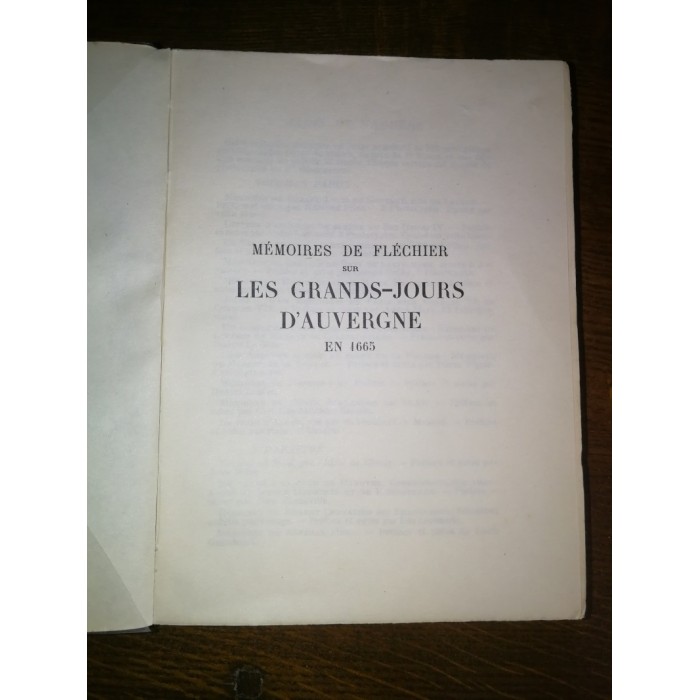 MÉMOIRES DE FLÉCHIER
SUR
LES GRANDS-JOURS
D'AUVERGNE
EN 1665